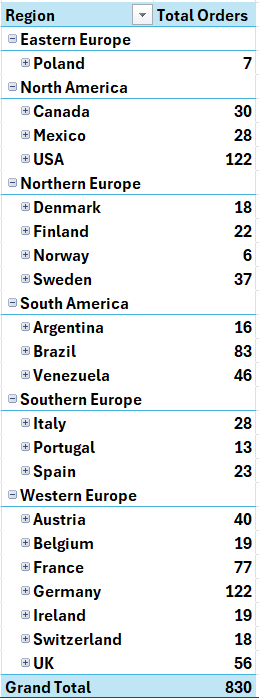 Region Total Orders
Eastern Europe
Poland 7
North America
Canada 30
Mexico 28
USA 122
Northern Europe
Denmark 18
Finland 22
Norway 6
Sweden 37
South America
Argentina 16
Brazil 83
Venezuela 46
Southern Europe
Italy 28
Portugal 13
Spain 23
Western Europe
Austria 40
Belgium 19
France 77
Germany 122
Ireland 19
Switzerland 18
UK 56
Grand Total 830